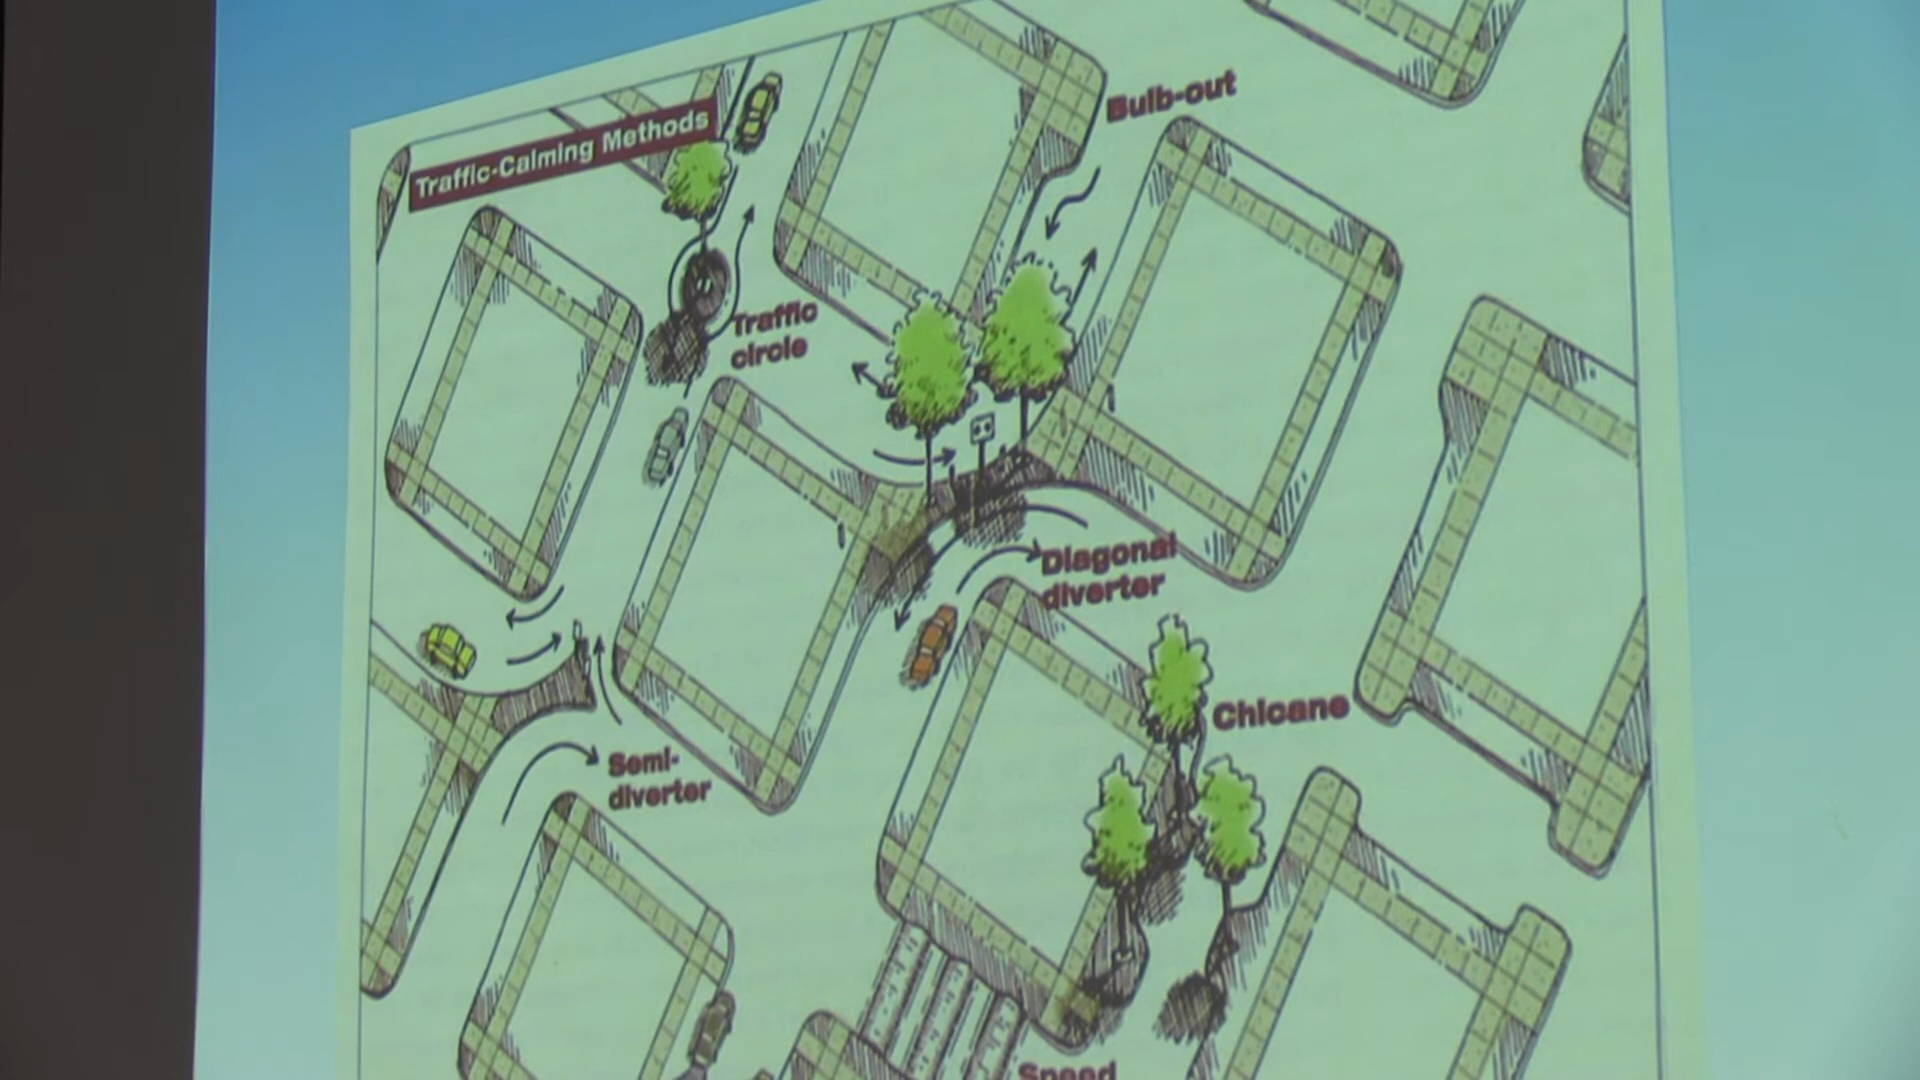 Traffic-Calming Methods
Bulb-out
Traffic
circle
Diagonal
diverter
Chicane
Semi-
diverter
Speed